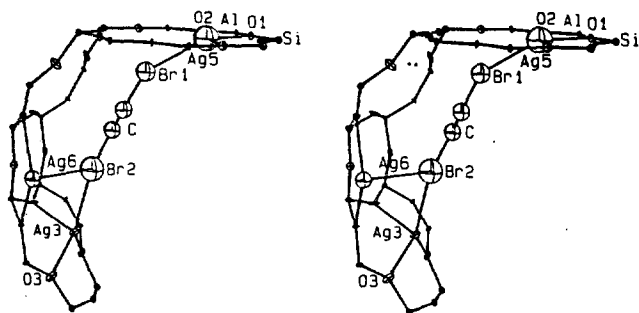 O2 Al O1 O2 Al O1
Si Si
Ag5 Ag5
Br1 Br1
C C
Ag6 Ag6
Br2 Br2
Ag3 Ag3
O3 O3